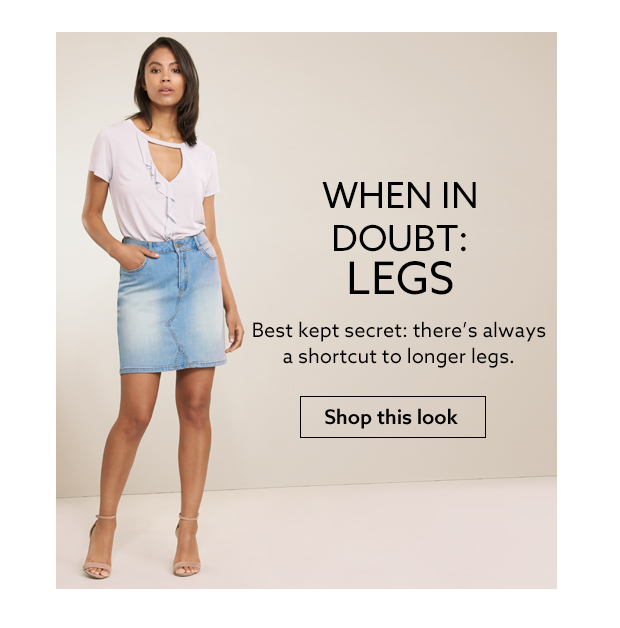 WHEN IN
DOUBT:
LEGS
Best kept secret: there’s always
a shortcut to longer legs.
Shop this look